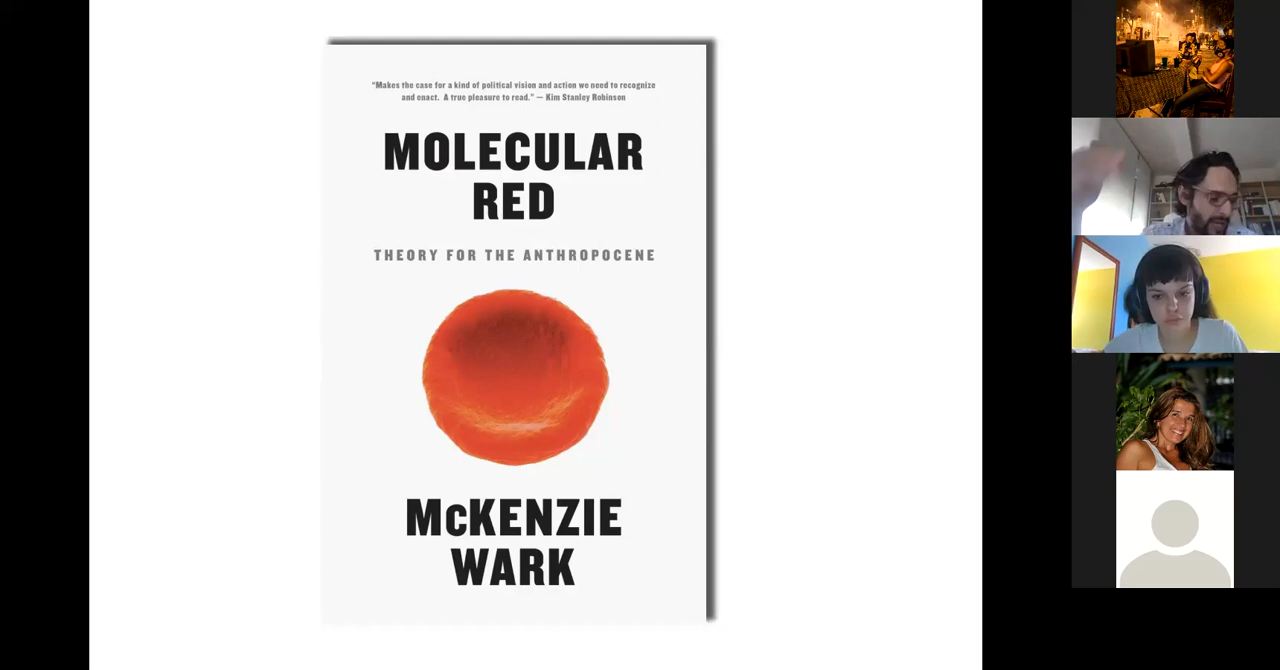 "Makes the case for a kind of political vision and action we need to recognize
and enact. A true pleasure to read." — Kim Stanley Robinson
MOLECULAR
RED
THEORY FOR THE ANTHROPOCENE
McKENZIE
WARK